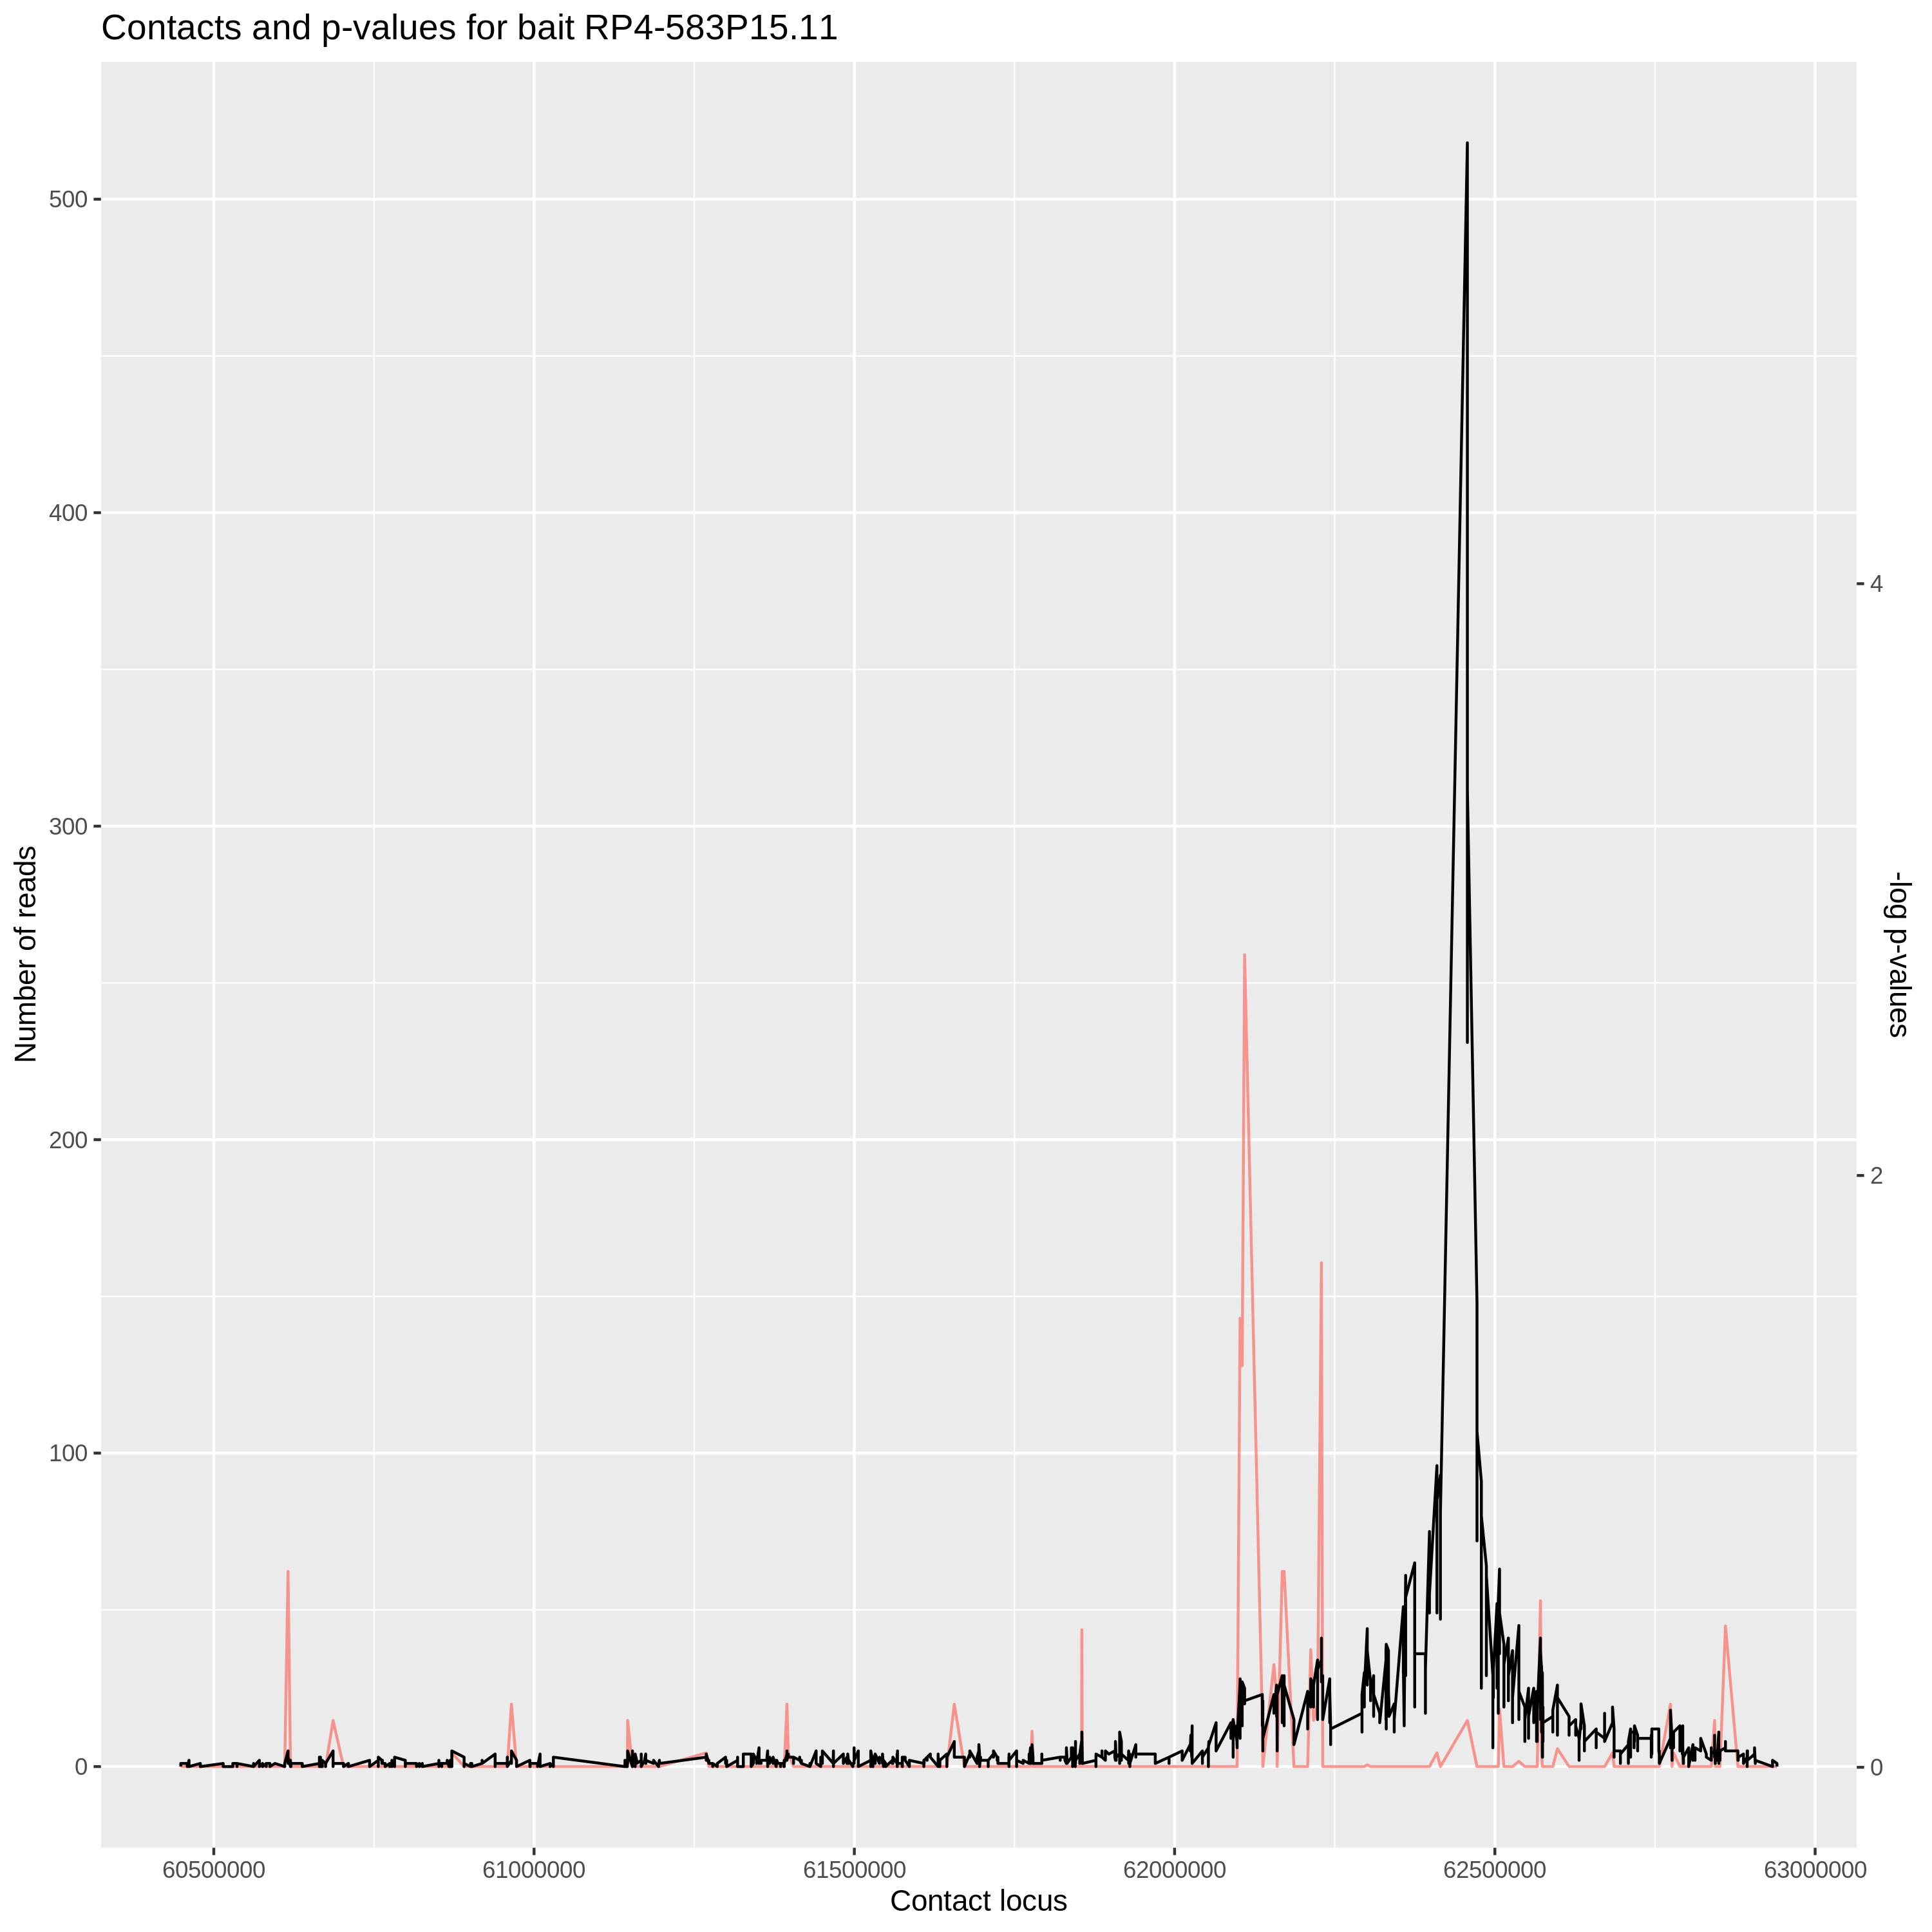 Contacts and p-values for bait RP4-583P15.11
500
400
300
200
100
0
Number of reads
4
2
0
-log p-values
60500000 61000000 61500000 62000000 62500000 63000000
Contact locus